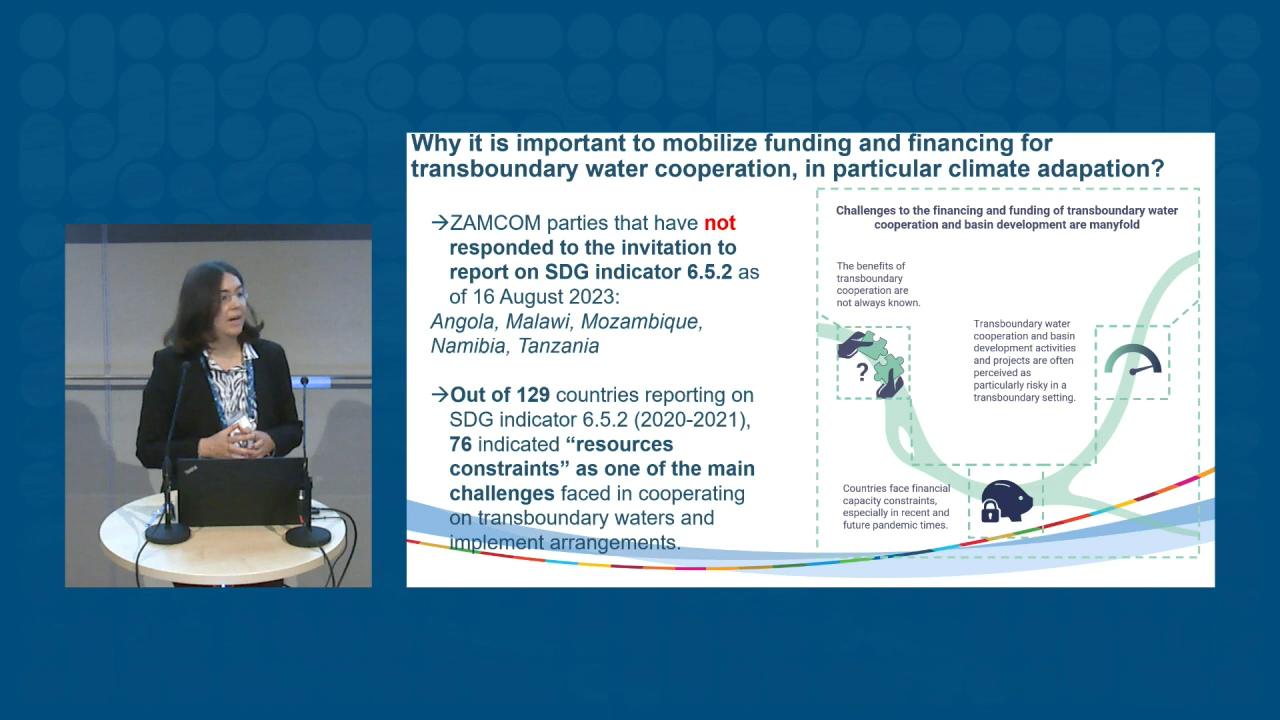 Why it is important to mobilize funding and financing for
transboundary water cooperation, in particular climate adapation?
→ZAMCOM parties that have not
responded to the invitation to
report on SDG indicator 6.5.2 as
of 16 August 2023:
Angola, Malawi, Mozambique,
Namibia, Tanzania
→Out of 129 countries reporting on
SDG indicator 6.5.2 (2020-2021),
76 indicated “resources
constraints” as one of the main
challenges faced in cooperating
on transboundary waters and
implement arrangements.
Challenges to the financing and funding of transboundary water
cooperation and basin development are manyfold
The benefits of
transboundary
cooperation are
not always known.
?
Transboundary water
cooperation and basin
development activities
and projects are often
perceived as
particularly risky in a
transboundary setting.
Countries face financial
capacity constraints,
especially in recent and
future pandemic times.